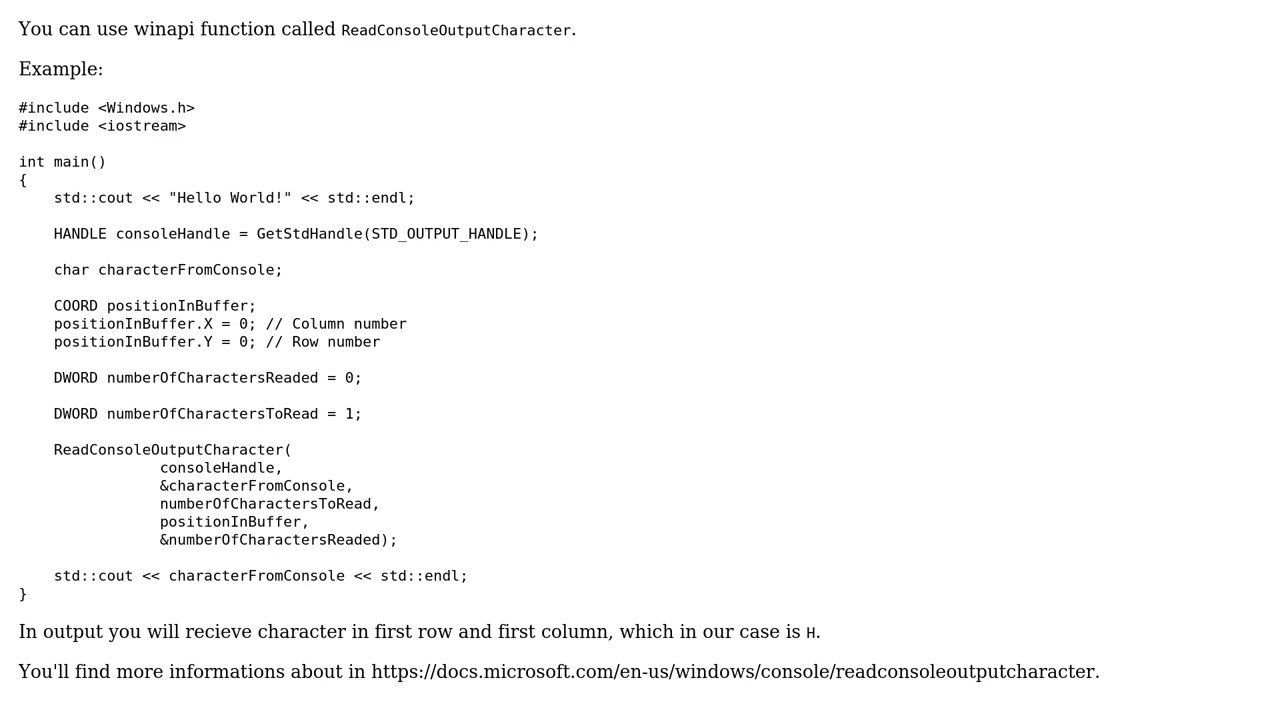 You can use winapi function called ReadConsoleOutputCharacter.
Example:
#include <Windows.h>
#include <iostream>
int main()
{
    std::cout << "Hello World!" << std::endl;
    HANDLE consoleHandle = GetStdHandle(STD_OUTPUT_HANDLE);
    char characterFromConsole;
    COORD positionInBuffer;
    positionInBuffer.X = 0; // Column number
    positionInBuffer.Y = 0; // Row number
    DWORD numberOfCharactersReaded = 0;
    DWORD numberOfCharactersToRead = 1;
    ReadConsoleOutputCharacter(
                consoleHandle,
                &characterFromConsole,
                numberOfCharactersToRead,
                positionInBuffer,
                &numberOfCharactersReaded);
    std::cout << characterFromConsole << std::endl;
}
In output you will recieve character in first row and first column, which in our case is H.
You'll find more informations about in https://docs.microsoft.com/en-us/windows/console/readconsoleoutputcharacter.